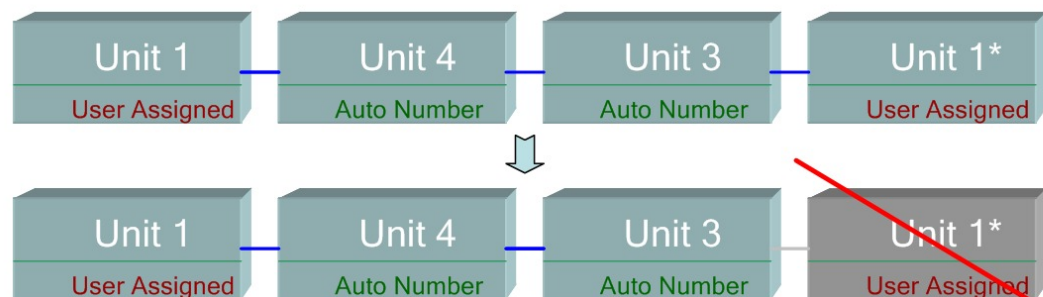 Unit 1 Unit 4 Unit 3 Unit 1*
User Assigned Auto Number Auto Number User Assigned
Unit 1 Unit 4 Unit 3 Unit 1*
User Assigned Auto Number Auto Number User Assigned